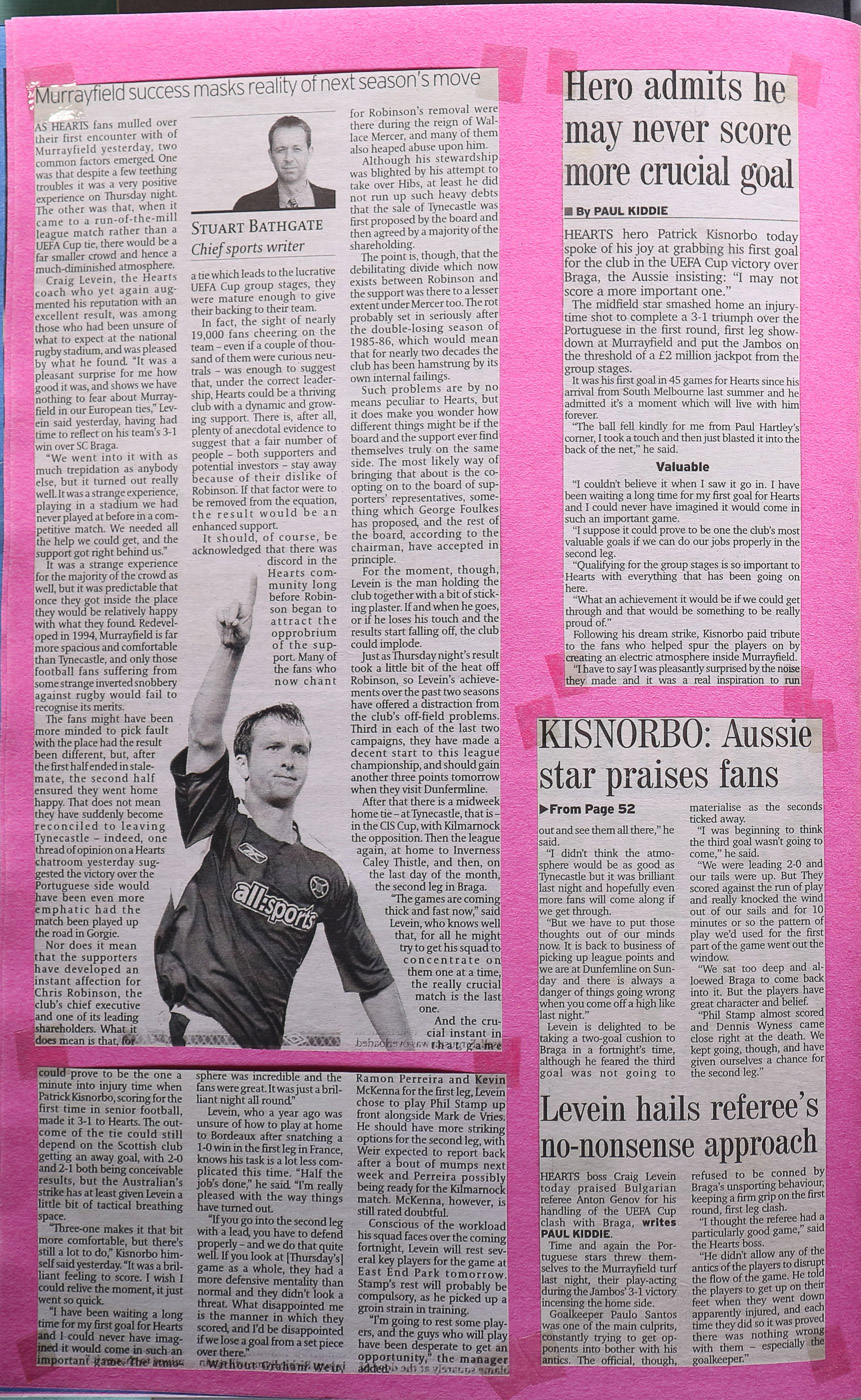 Murrayfield success masks reality of next season's move
AS HEARTS fans mulled over
their first encounter with of
Murrayfield yesterday, two
common factors emerged. One
was that despite a few teething
troubles it was a very positive
experience on Thursday night.
The other was that, when it
came to a run-of-the-mill
league match rather than a
UEFA Cup tie, there would be a
far smaller crowd and hence a
much-diminished atmosphere.
Craig Levein, the Hearts
coach who yet again aug-
mented his reputation with an
excellent result, was among
those who had been unsure of
what to expect at the national
rugby stadium, and was pleased
by what he found. "It was a
pleasant surprise for me how
good it was, and shows we have
nothing to fear about Murray-
field in our European ties," Lev-
ein said yesterday, having had
time to reflect on his team's 3-1
win over SC Braga.
"We went into it with as
much trepidation as anybody
else, but it turned out really
well. It was a strange experience,
playing in a stadium we had
never played at before in a com-
petitive match. We needed all
the help we could get, and the
support got right behind us."
It was a strange experience
for the majority of the crowd as
well, but it was predictable that
once they got inside the place
they would be relatively happy
with what they found. Redevel-
oped in 1994, Murrayfield is far
more spacious and comfortable
than Tynecastle, and only those
football fans suffering from
some strange inverted snobbery
against rugby would fail to
recognise its merits.
The fans might have been
more minded to pick fault
with the place had the result
been different, but, after
the first half ended in stale-
mate, the second half
ensured they went home
happy. That does not mean
they have suddenly become
reconciled to leaving
Tynecastle – indeed, one
thread of opinion on a Hearts
chatroom yesterday sug-
gested the victory over the
Portuguese side would
have been even more
emphatic had the
match been played up
the road in Gorgie.
Nor does it mean
that the supporters
have developed an
instant affection for
Chris Robinson, the
club's chief executive
and one of its leading
shareholders. What it
does mean is that, for
STUART BATHGATE
Chief sports writer
a tie which leads to the lucrative
UEFA Cup group stages, they
were mature enough to give
their backing to their team.
In fact, the sight of nearly
19,000 fans cheering on the
team – even if a couple of thou-
sand of them were curious neu-
trals – was enough to suggest
that, under the correct leader-
ship, Hearts could be a thriving
club with a dynamic and grow-
ing support. There is, after all,
plenty of anecdotal evidence to
suggest that a fair number of
people – both supporters and
potential investors – stay away
because of their dislike of
Robinson. If that factor were to
be removed from the equation,
the result would be an
enhanced support.
It should, of course, be
acknowledged that there was
discord in the
Hearts com-
munity long
before Robin-
son began to
attract the
opprobrium
of the sup-
port. Many of
the fans who
now chant
all:sports
for Robinson's removal were
there during the reign of Wal-
lace Mercer, and many of them
also heaped abuse upon him.
Although his stewardship
was blighted by his attempt to
take over Hibs, at least he did
not run up such heavy debts
that the sale of Tynecastle was
first proposed by the board and
then agreed by a majority of the
shareholding.
The point is, though, that the
debilitating divide which now
exists between Robinson and
the support was there to a lesser
extent under Mercer too. The rot
probably set in seriously after
the double-losing season of
1985-86, which would mean
that for nearly two decades the
club has been hamstrung by its
own internal failings.
Such problems are by no
means peculiar to Hearts, but
it does make you wonder how
different things might be if the
board and the support ever find
themselves truly on the same
side. The most likely way of
bringing that about is the co-
opting on to the board of sup-
porters' representatives, some-
thing which George Foulkes
has proposed, and the rest of
the board, according to the
chairman, have accepted in
principle.
For the moment, though,
Levein is the man holding the
club together with a bit of stick-
ing plaster. If and when he goes,
or if he loses his touch and the
results start falling off, the club
could implode.
Just as Thursday night's result
took a little bit of the heat off
Robinson, so Levein's achieve-
ments over the past two seasons
have offered a distraction from
the club's off-field problems.
Third in each of the last two
campaigns, they have made a
decent start to this league
championship, and should gain
another three points tomorrow
when they visit Dunfermline.
After that there is a midweek
home tie – at Tynecastle, that is –
in the CIS Cup, with Kilmarnock
the opposition. Then the league
again, at home to Inverness
Caley Thistle, and then, on
the last day of the month,
the second leg in Braga.
"The games are coming
thick and fast now," said
Levein, who knows well
that, for all he might
try to get his squad to
concentrate on
them one at a time,
the really crucial
match is the last
one.
And the cru-
cial instant in
that game
could prove to be the one a
minute into injury time when
Patrick Kisnorbo, scoring for the
first time in senior football,
made it 3-1 to Hearts. The out-
come of the tie could still
depend on the Scottish club
getting an away goal, with 2-0
and 2-1 both being conceivable
results, but the Australian's
strike has at least given Levein a
little bit of tactical breathing
space.
"Three-one makes it that bit
more comfortable, but there's
still a lot to do," Kisnorbo him-
self said yesterday. "It was a bril-
liant feeling to score. I wish I
could relive the moment, it just
went so quick.
"I have been waiting a long
time for my first goal for Hearts
and I could never have imag-
ined it would come in such an
important game. The atmo-
sphere was incredible and the
fans were great. It was just a bril-
liant night all round."
Levein, who a year ago was
unsure of how to play at home
to Bordeaux after snatching a
1-0 win in the first leg in France,
knows his task is a lot less com-
plicated this time. "Half the
job's done," he said. "I'm really
pleased with the way things
have turned out.
"If you go into the second leg
with a lead, you have to defend
properly – and we do that quite
well. If you look at [Thursday's]
game as a whole, they had a
more defensive mentality than
normal and they didn't look a
threat. What disappointed me
is the manner in which they
scored, and I'd be disappointed
if we lose a goal from a set piece
over there."
Without Graham Weir,
Ramon Perreira and Kevin
McKenna for the first leg, Levein
chose to play Phil Stamp up
front alongside Mark de Vries.
He should have more striking
options for the second leg, with
Weir expected to report back
after a bout of mumps next
week and Perreira possibly
being ready for the Kilmarnock
match. McKenna, however, is
still rated doubtful.
Conscious of the workload
his squad faces over the coming
fortnight, Levein will rest sev-
eral key players for the game at
East End Park tomorrow.
Stamp's rest will probably be
compulsory, as he picked up a
groin strain in training.
"I'm going to rest some play-
ers, and the guys who will play
have been desperate to get an
opportunity," the manager
added.
Hero admits he
may never score
more crucial goal
■ By PAUL KIDDIE
HEARTS hero Patrick Kisnorbo today
spoke of his joy at grabbing his first goal
for the club in the UEFA Cup victory over
Braga, the Aussie insisting: "I may not
score a more important one."
The midfield star smashed home an injury-
time shot to complete a 3-1 triumph over the
Portuguese in the first round, first leg show-
down at Murrayfield and put the Jambos on
the threshold of a £2 million jackpot from the
group stages.
It was his first goal in 45 games for Hearts since his
arrival from South Melbourne last summer and he
admitted it's a moment which will live with him
forever.
"The ball fell kindly for me from Paul Hartley's
corner, I took a touch and then just blasted it into the
back of the net," he said.
Valuable
"I couldn't believe it when I saw it go in. I have
been waiting a long time for my first goal for Hearts
and I could never have imagined it would come in
such an important game.
"I suppose it could prove to be one the club's most
valuable goals if we can do our jobs properly in the
second leg.
"Qualifying for the group stages is so important to
Hearts with everything that has been going on
here.
"What an achievement it would be if we could get
through and that would be something to be really
proud of."
Following his dream strike, Kisnorbo paid tribute
to the fans who helped spur the players on by
creating an electric atmosphere inside Murrayfield.
"I have to say I was pleasantly surprised by the noise
they made and it was a real inspiration to run
KISNORBO: Aussie
star praises fans
▶From Page 52
out and see them all there," he
said.
"I didn't think the atmo-
sphere would be as good as
Tynecastle but it was brilliant
last night and hopefully even
more fans will come along if
we get through.
"But we have to put those
thoughts out of our minds
now. It is back to business of
picking up league points and
we are at Dunfemline on Sun-
day and there is always a
danger of things going wrong
when you come off a high like
last night."
Levein is delighted to be
taking a two-goal cushion to
Braga in a fortnight's time,
although he feared the third
goal was not going to
materialise as the seconds
ticked away.
"I was beginning to think
the third goal wasn't going to
come," he said.
"We were leading 2-0 and
our tails were up. But They
scored against the run of play
and really knocked the wind
out of our sails and for 10
minutes or so the pattern of
play we'd used for the first
part of the game went out the
window.
"We sat too deep and al-
loewed Braga to come back
into it. But the players have
great character and belief.
"Phil Stamp almost scored
and Dennis Wyness came
close right at the death. We
kept going, though, and have
given ourselves a chance for
the second leg."
Levein hails referee's
no-nonsense approach
HEARTS boss Craig Levein
today praised Bulgarian
referee Anton Genov for his
handling of the UEFA Cup
clash with Braga, writes
PAUL KIDDIE.
Time and again the Por-
tuguese stars threw them-
selves to the Murrayfield turf
last night, their play-acting
during the Jambos' 3-1 victory
incensing the home side.
Goalkeeper Paulo Santos
was one of the main culprits,
constantly trying to get op-
ponents into bother with his
antics. The official, though,
refused to be conned by
Braga's unsporting behaviour,
keeping a firm grip on the first
round, first leg clash.
"I thought the referee had a
particularly good game," said
the Hearts boss.
"He didn't allow any of the
antics of the players to disrupt
the flow of the game. He told
the players to get up on their
feet when they went down
apparently injured, and each
time they did so it was proved
there was nothing wrong
with them – especially the
goalkeeper."